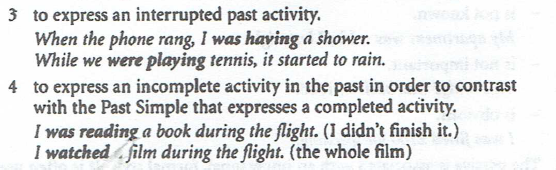 3 to express an interrupted past activity.
When the phone rang, I was having a shower.
While we were playing tennis, it started to rain.
4 to express an incomplete activity in the past in order to contrast
with the Past Simple that expresses a completed activity.
I was reading a book during the flight. (I didn't finish it.)
I watched film during the flight. (the whole film)